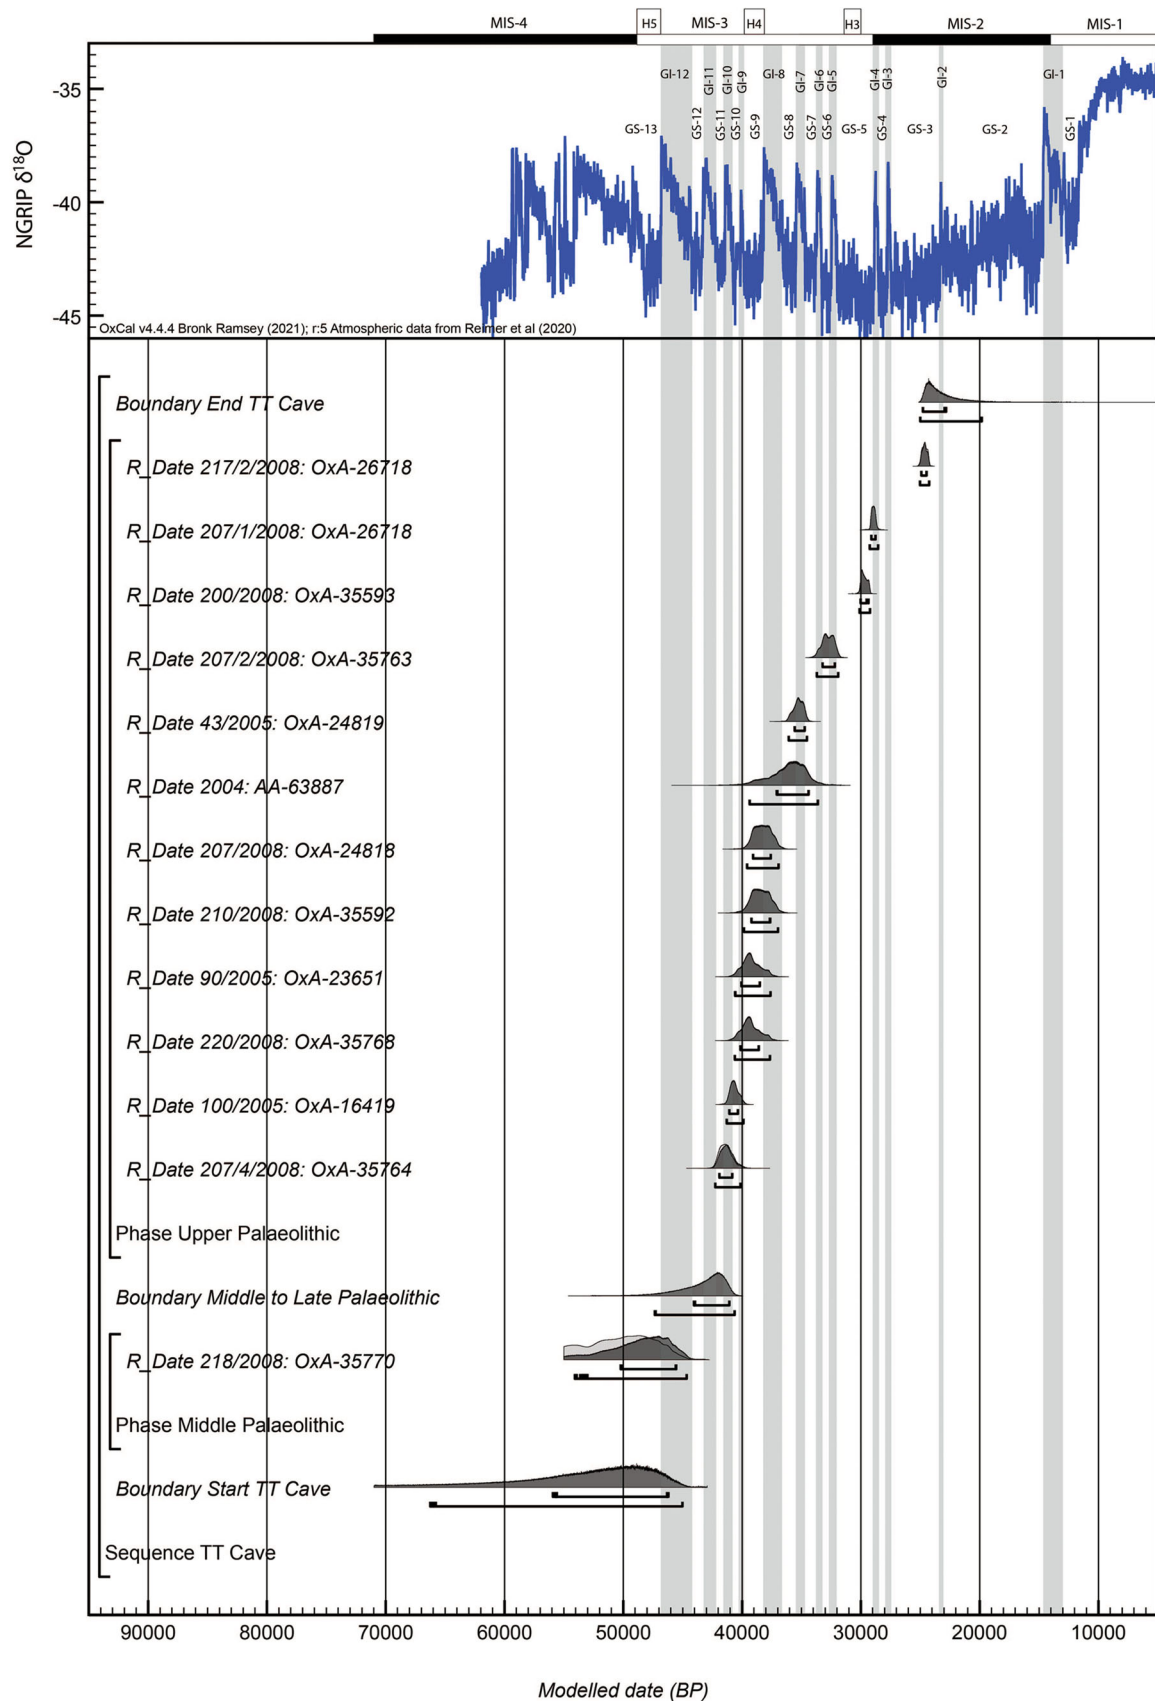 MIS-4 H5 MIS-3 H4 H3 MIS-2 MIS-1
GI-12 GI-11 GI-10 GI-9 GI-8 GI-7 GI-6 GI-5 GI-4 GI-3 GI-2 GI-1
GS-13 GS-12 GS-11 GS-10 GS-9 GS-8 GS-7 GS-6 GS-5 GS-4 GS-3 GS-2 GS-1
NGRIP δ18O
-35
-40
-45
OxCal v4.4.4 Bronk Ramsey (2021); r:5 Atmospheric data from Reimer et al (2020)
Boundary End TT Cave
R_Date 217/2/2008: OxA-26718
R_Date 207/1/2008: OxA-26718
R_Date 200/2008: OxA-35593
R_Date 207/2/2008: OxA-35763
R_Date 43/2005: OxA-24819
R_Date 2004: AA-63887
R_Date 207/2008: OxA-24818
R_Date 210/2008: OxA-35592
R_Date 90/2005: OxA-23651
R_Date 220/2008: OxA-35768
R_Date 100/2005: OxA-16419
R_Date 207/4/2008: OxA-35764
Phase Upper Palaeolithic
Boundary Middle to Late Palaeolithic
R_Date 218/2008: OxA-35770
Phase Middle Palaeolithic
Boundary Start TT Cave
Sequence TT Cave
90000 80000 70000 60000 50000 40000 30000 20000 10000
Modelled date (BP)